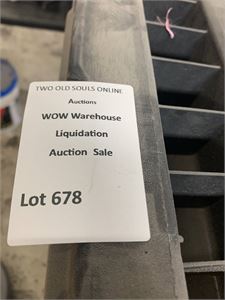 TWO OLD SOULS ONLINE
Auctions
WOW Warehouse
Liquidation
Auction Sale
Lot 678